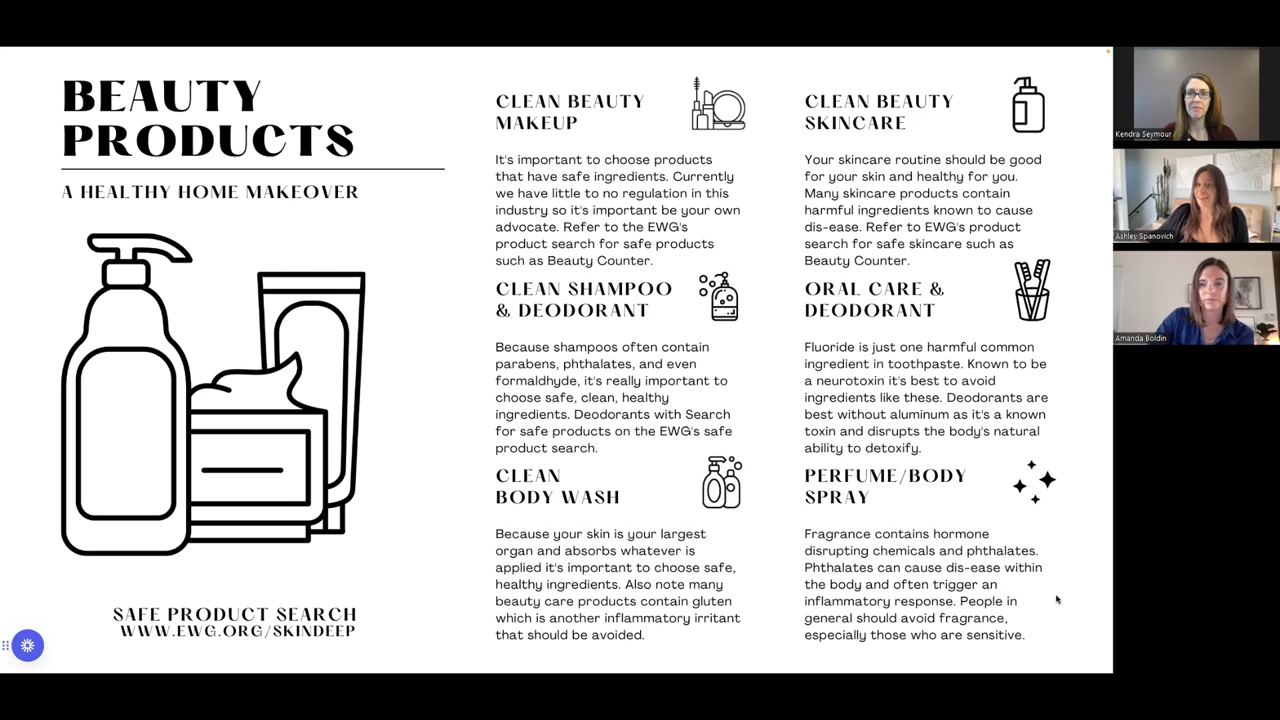 BEAUTY
PRODUCTS
A HEALTHY HOME MAKEOVER
SAFE PRODUCT SEARCH
WWW.EWG.ORG/SKINDEEP
CLEAN BEAUTY
MAKEUP
It's important to choose products
that have safe ingredients. Currently
we have little to no regulation in this
industry so it's important be your own
advocate. Refer to the EWG's
product search for safe products
such as Beauty Counter.
CLEAN SHAMPOO
& DEODORANT
Because shampoos often contain
parabens, phthalates, and even
formaldhyde, it's really important to
choose safe, clean, healthy
ingredients. Deodorants with Search
for safe products on the EWG's safe
product search.
CLEAN
BODY WASH
Because your skin is your largest
organ and absorbs whatever is
applied it's important to choose safe,
healthy ingredients. Also note many
beauty care products contain gluten
which is another inflammatory irritant
that should be avoided.
CLEAN BEAUTY
SKINCARE
Your skincare routine should be good
for your skin and healthy for you.
Many skincare products contain
harmful ingredients known to cause
dis-ease. Refer to EWG's product
search for safe skincare such as
Beauty Counter.
ORAL CARE &
DEODORANT
Fluoride is just one harmful common
ingredient in toothpaste. Known to be
a neurotoxin it's best to avoid
ingredients like these. Deodorants are
best without aluminum as it's a known
toxin and disrupts the body's natural
ability to detoxify.
PERFUME/BODY
SPRAY
Fragrance contains hormone
disrupting chemicals and phthalates.
Phthalates can cause dis-ease within
the body and often trigger an
inflammatory response. People in
general should avoid fragrance,
especially those who are sensitive.
Kendra Seymour
Ashley Spanovich
Amanda Boldin